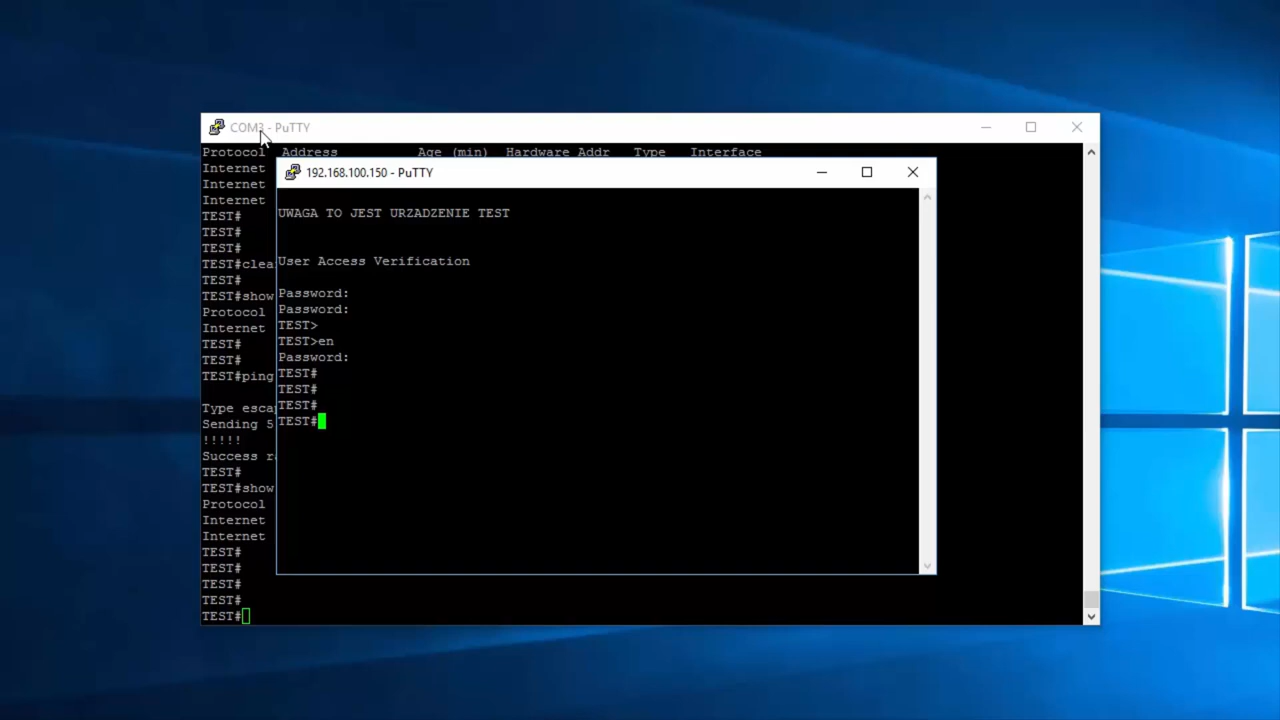 COM3 - PuTTY
Protocol Address Age (min) Hardware Addr Type Interface
Internet
Internet
Internet
TEST#
TEST#
TEST#
TEST#clea
TEST#
TEST#show
Protocol
Internet
TEST#
TEST#
TEST#ping
Type esca
Sending 5
!!!!!
Success r
TEST#
TEST#show
Protocol
Internet
Internet
TEST#
TEST#
TEST#
TEST#
TEST#
192.168.100.150 - PuTTY
UWAGA TO JEST URZADZENIE TEST
User Access Verification
Password:
Password:
TEST>
TEST>en
Password:
TEST#
TEST#
TEST#
TEST#